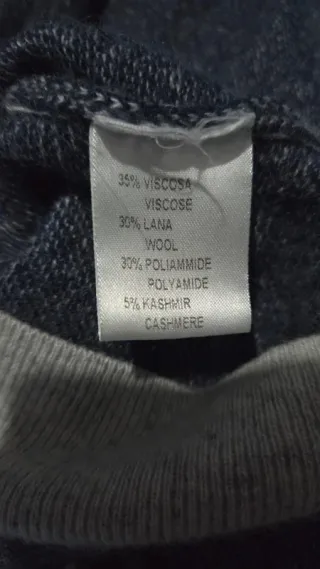 35% VISCOSA
VISCOSE
30% LANA
WOOL
30% POLIAMMIDE
POLYAMIDE
5% KASHMIR
CASHMERE